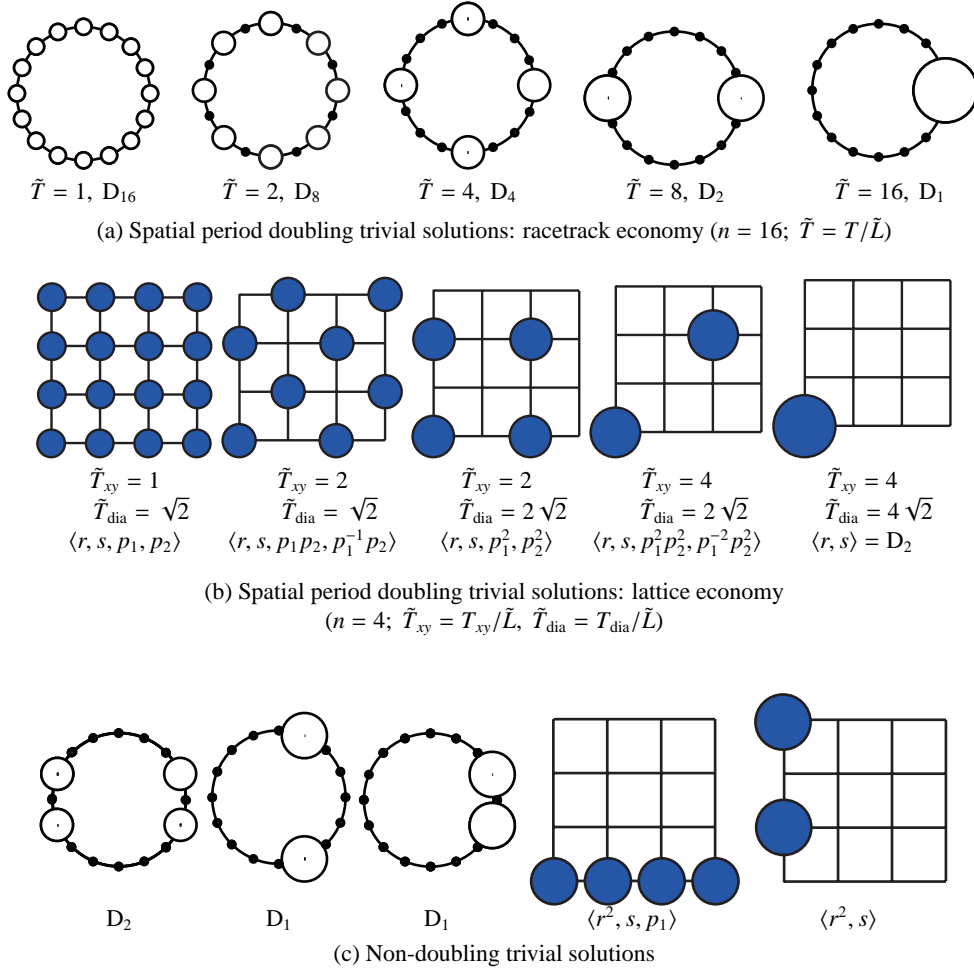 T̃ = 1, D₁₆ T̃ = 2, D₈ T̃ = 4, D₄ T̃ = 8, D₂ T̃ = 16, D₁
(a) Spatial period doubling trivial solutions: racetrack economy (n = 16; T̃ = T/L̃)
T̃xy = 1 T̃xy = 2 T̃xy = 2 T̃xy = 4 T̃xy = 4
T̃dia = √2 T̃dia = √2 T̃dia = 2√2 T̃dia = 2√2 T̃dia = 4√2
⟨r, s, p₁, p₂⟩ ⟨r, s, p₁p₂, p₁⁻¹p₂⟩ ⟨r, s, p₁², p₂²⟩ ⟨r, s, p₁²p₂², p₁⁻²p₂²⟩ ⟨r, s⟩ = D₂
(b) Spatial period doubling trivial solutions: lattice economy
(n = 4; T̃xy = Txy/L̃, T̃dia = Tdia/L̃)
D₂ D₁ D₁ ⟨r², s, p₁⟩ ⟨r², s⟩
(c) Non-doubling trivial solutions